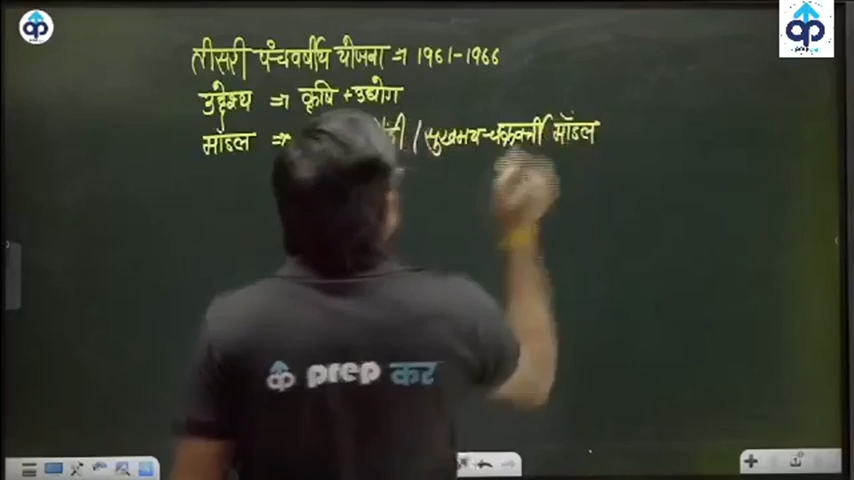 तीसरी पंचवर्षीय योजना ⇒ 1961-1966
उद्देश्य ⇒ कृषि + उद्योग
मॉडल ⇒ / सुखमय-चक्रवर्ती मॉडल
prep कर